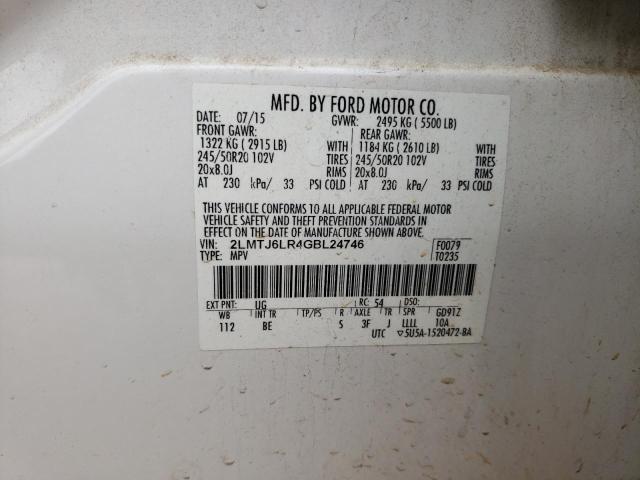 MFD. BY FORD MOTOR CO.
DATE: 07/15 GVWR: 2495 KG ( 5500 LB)
FRONT GAWR: REAR GAWR:
1322 KG ( 2915 LB) WITH 1184 KG ( 2610 LB) WITH
245/50R20 102V TIRES 245/50R20 102V TIRES
20x8.0J RIMS 20x8.0J RIMS
AT 230 kPa/ 33 PSI COLD AT 230 kPa/ 33 PSI COLD
THIS VEHICLE CONFORMS TO ALL APPLICABLE FEDERAL MOTOR
VEHICLE SAFETY AND THEFT PREVENTION STANDARDS IN EFFECT
ON THE DATE OF MANUFACTURE SHOWN ABOVE.
VIN: 2LMTJ6LR4GBL24746 F0079
TYPE: MPV T0235
EXT PNT: UG RC: 54 DSO:
WB INT TR TP/PS R AXLE TR SPR GD91Z
112 BE S 3F J LLLL 10A
UTC ▽5U5A-1520472-BA